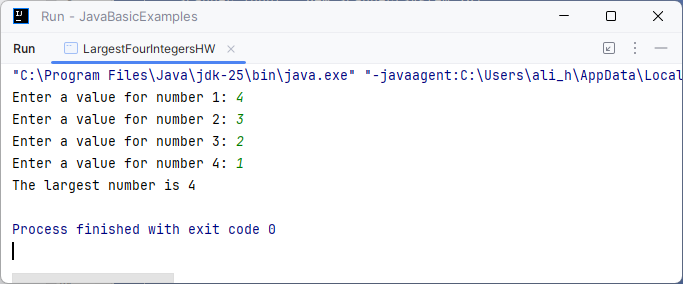 Run - JavaBasicExamples
Run LargestFourIntegersHW
"C:\Program Files\Java\jdk-25\bin\java.exe" "-javaagent:C:\Users\ali_h\AppData\Local
Enter a value for number 1: 4
Enter a value for number 2: 3
Enter a value for number 3: 2
Enter a value for number 4: 1
The largest number is 4
Process finished with exit code 0